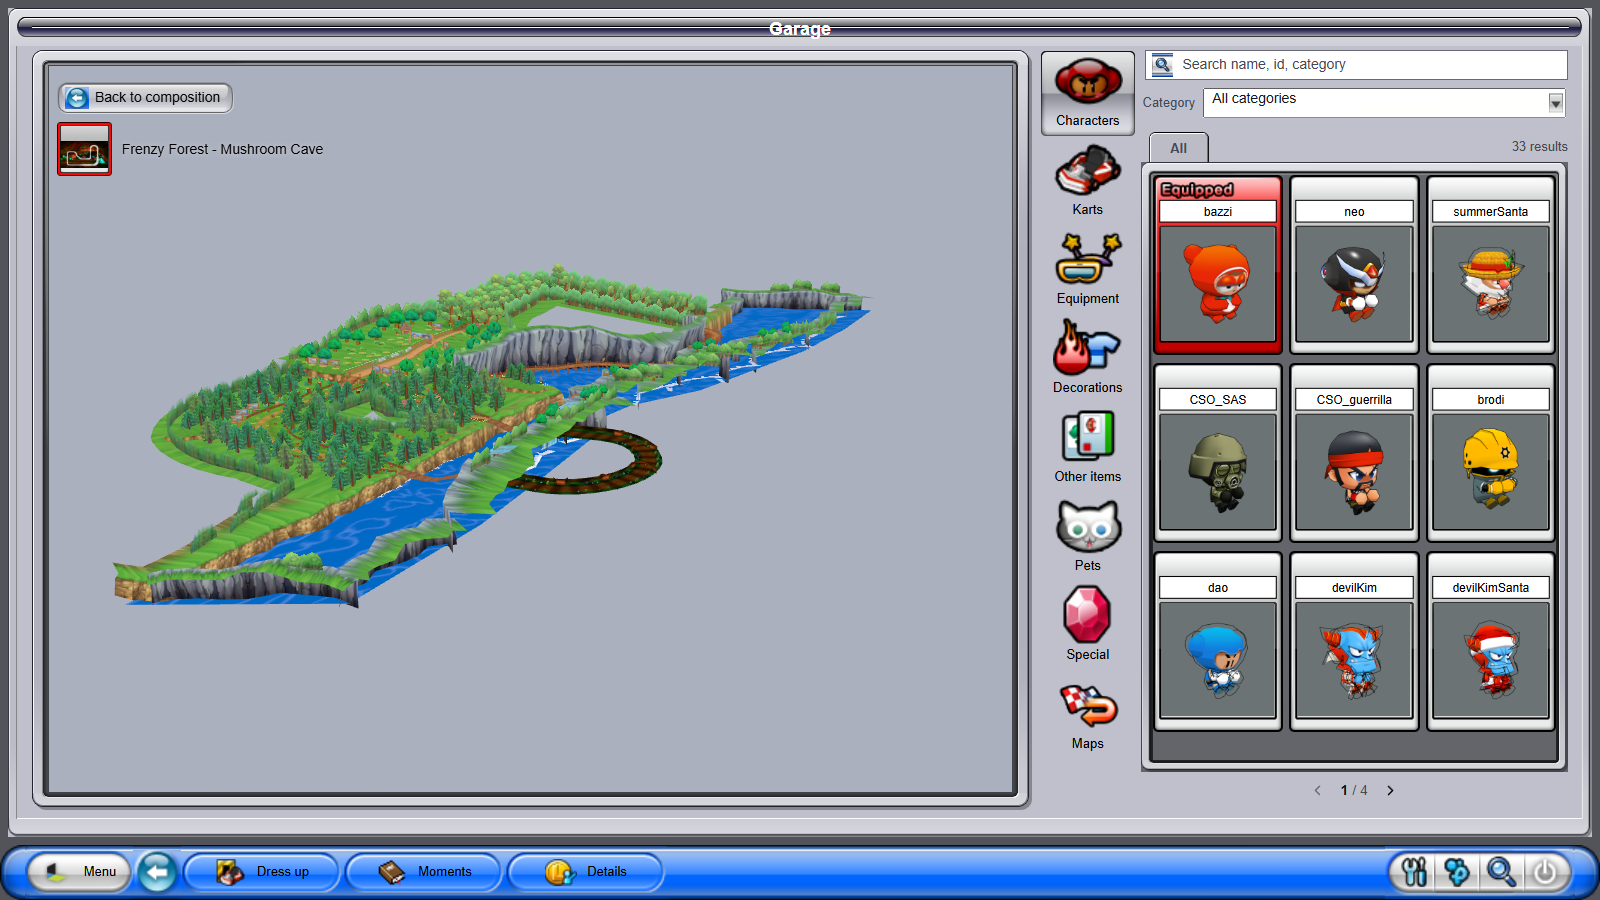 Garage
Back to composition
Frenzy Forest - Mushroom Cave
Characters
Karts
Equipment
Decorations
Other items
Pets
Special
Maps
Search name, id, category
Category
All categories
All
33 results
Equipped
bazzi
neo
summerSanta
CSO_SAS
CSO_guerrilla
brodi
dao
devilKim
devilKimSanta
1 / 4
Menu
Dress up
Moments
Details